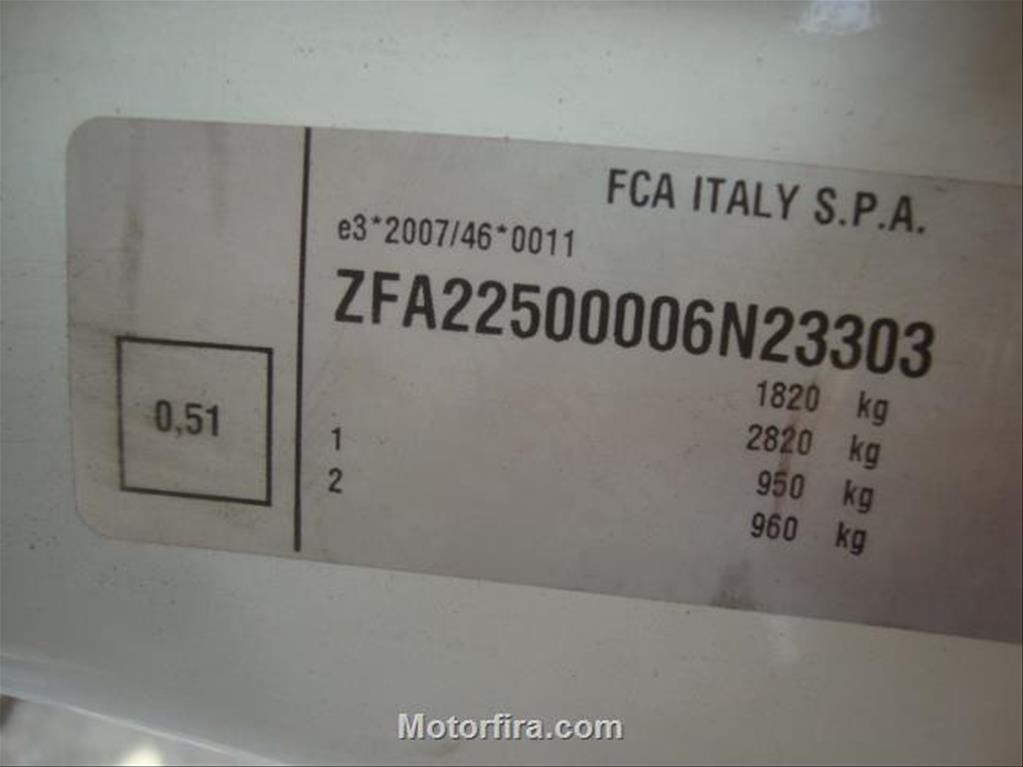 FCA ITALY S.P.A.
e3*2007/46*0011
ZFA22500006N23303
1820 kg
1 2820 kg
2 950 kg
960 kg
0,51
Motorfira.com